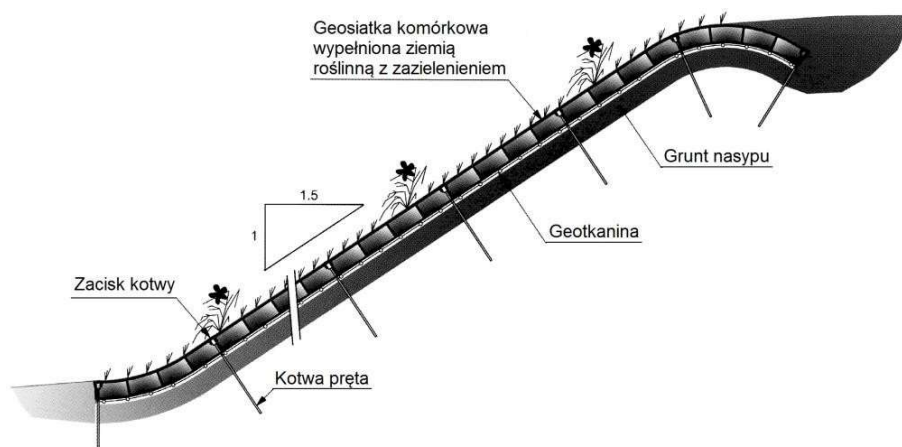 Geosiatka komórkowa
wypełniona ziemią
roślinną z zazielenieniem
Grunt nasypu
1.5
1
Geotkanina
Zacisk kotwy
Kotwa pręta